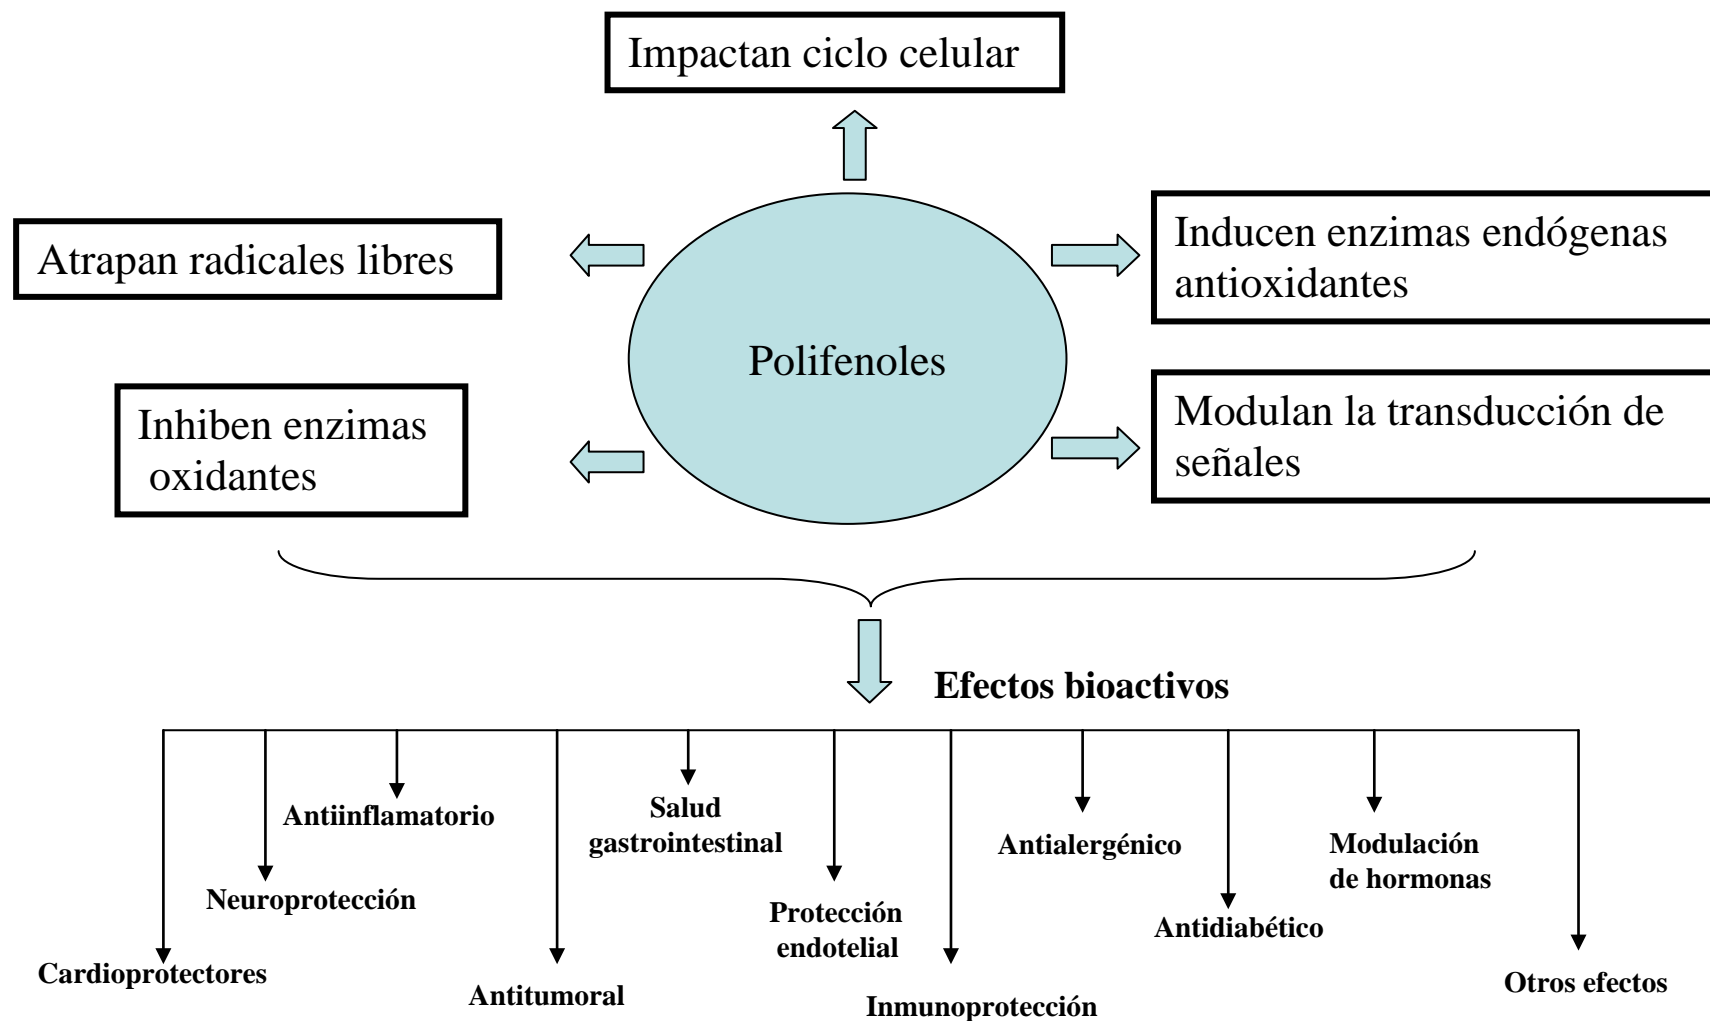 Impactan ciclo celular
Atrapan radicales libres
Inducen enzimas endógenas
antioxidantes
Polifenoles
Inhiben enzimas
oxidantes
Modulan la transducción de
señales
Efectos bioactivos
Cardioprotectores
Neuroprotección
Antiinflamatorio
Antitumoral
Salud
gastrointestinal
Protección
endotelial
Inmunoprotección
Antialergénico
Antidiabético
Modulación
de hormonas
Otros efectos